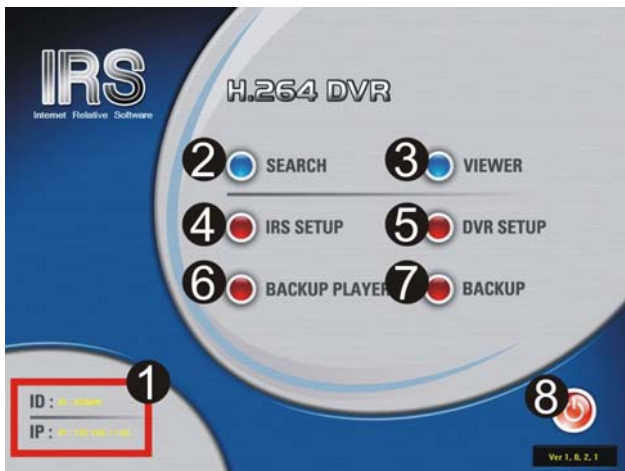 IRS
Internet Relative Software
H.264 DVR
2 SEARCH
3 VIEWER
4 IRS SETUP
5 DVR SETUP
6 BACKUP PLAYER
7 BACKUP
1
ID :
IP :
8
Ver 1, 0, 2, 1